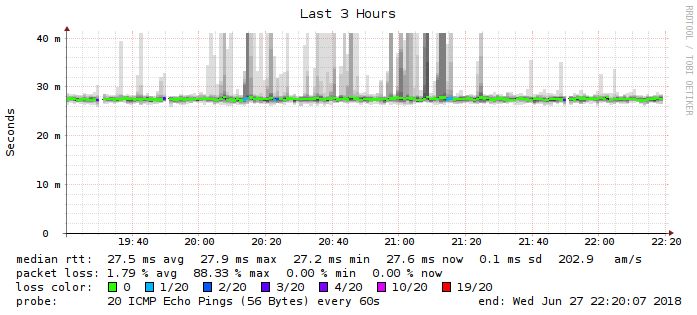 Last 3 Hours
RRDTOOL / TOBI OETIKER
Seconds
40 m
30 m
20 m
10 m
0
19:40 20:00 20:20 20:40 21:00 21:20 21:40 22:00 22:20
median rtt: 27.5 ms avg 27.9 ms max 27.2 ms min 27.6 ms now 0.1 ms sd 202.9 am/s
packet loss: 1.79 % avg 88.33 % max 0.00 % min 0.00 % now
loss color: 0 1/20 2/20 3/20 4/20 10/20 19/20
probe: 20 ICMP Echo Pings (56 Bytes) every 60s end: Wed Jun 27 22:20:07 2018